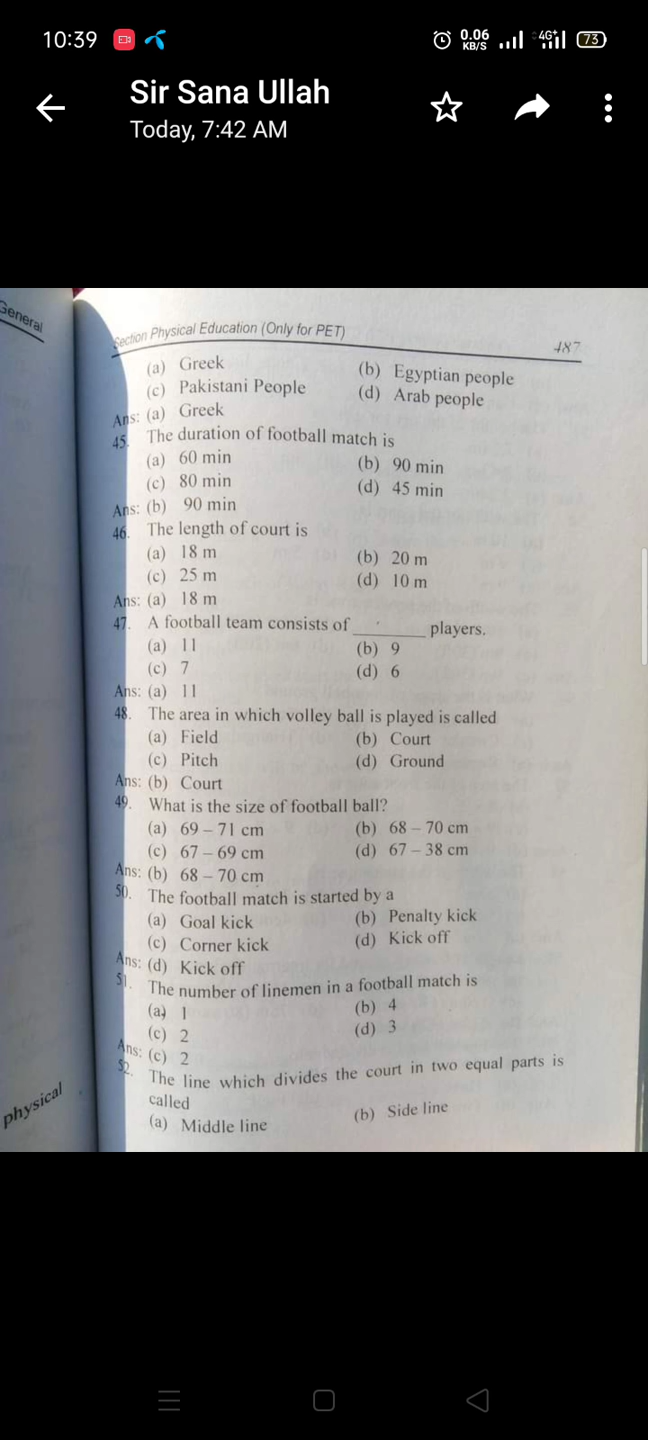 10:39
0.06
KB/S
4G+
73
Sir Sana Ullah
Today, 7:42 AM
General
Section Physical Education (Only for PET)
487
(a) Greek (b) Egyptian people
(c) Pakistani People (d) Arab people
Ans: (a) Greek
45. The duration of football match is
(a) 60 min (b) 90 min
(c) 80 min (d) 45 min
Ans: (b) 90 min
46. The length of court is
(a) 18 m (b) 20 m
(c) 25 m (d) 10 m
Ans: (a) 18 m
47. A football team consists of ________ players.
(a) 11 (b) 9
(c) 7 (d) 6
Ans: (a) 11
48. The area in which volley ball is played is called
(a) Field (b) Court
(c) Pitch (d) Ground
Ans: (b) Court
49. What is the size of football ball?
(a) 69 – 71 cm (b) 68 – 70 cm
(c) 67 – 69 cm (d) 67 – 38 cm
Ans: (b) 68 – 70 cm
50. The football match is started by a
(a) Goal kick (b) Penalty kick
(c) Corner kick (d) Kick off
Ans: (d) Kick off
51. The number of linemen in a football match is
(a) 1 (b) 4
(c) 2 (d) 3
Ans: (c) 2
52. The line which divides the court in two equal parts is
called
(a) Middle line (b) Side line
physical